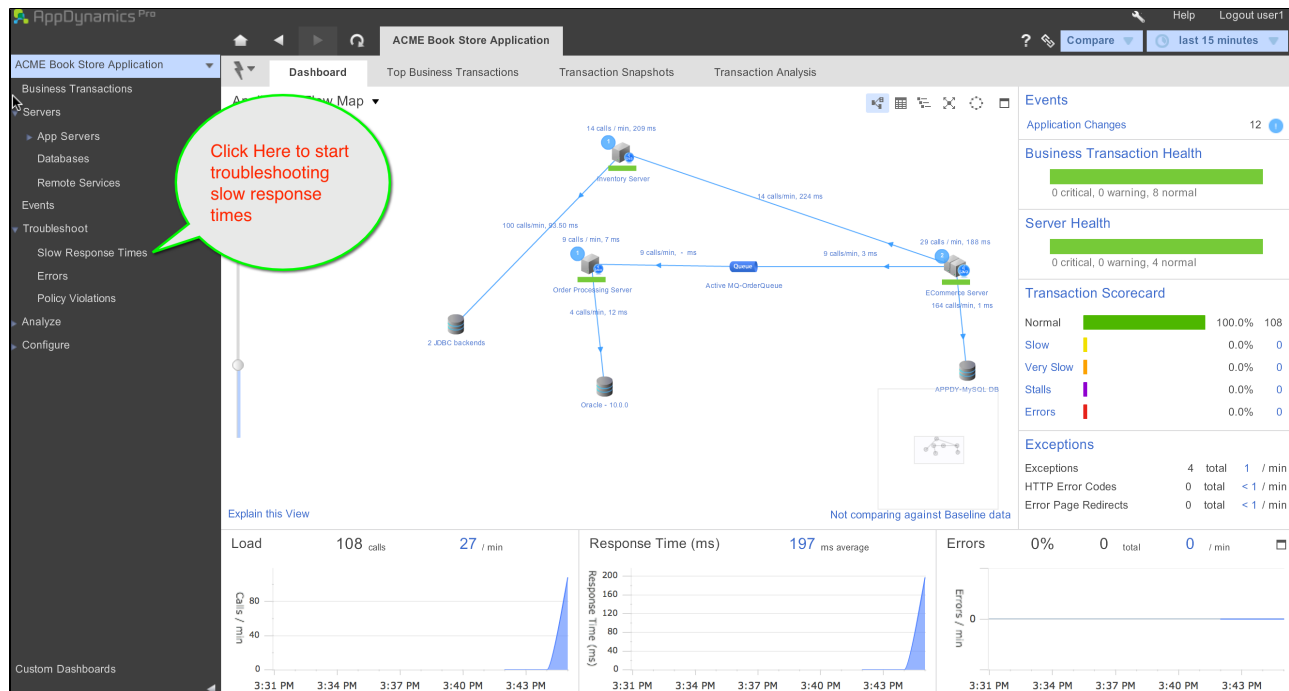 AppDynamics Pro
Help Logout user1
ACME Book Store Application
? Compare last 15 minutes
ACME Book Store Application
Business Transactions
Servers
App Servers
Databases
Remote Services
Events
Troubleshoot
Slow Response Times
Errors
Policy Violations
Analyze
Configure
Custom Dashboards
Dashboard Top Business Transactions Transaction Snapshots Transaction Analysis
Flow Map
Click Here to start
troubleshooting
slow response
times
14 calls / min, 209 ms
1
Inventory Server
14 calls/min, 224 ms
100 calls/min, 93.50 ms
9 calls / min, 7 ms
1
9 calls/min, - ms
9 calls/min, 3 ms
29 calls / min, 188 ms
2
Queue
Order Processing Server
Active MQ-OrderQueue
ECommerce Server
4 calls/min, 12 ms
164 calls/min, 1 ms
2 JDBC backends
Oracle - 10.0.0
APPDY-MySQL DB
Explain this View
Not comparing against Baseline data
Events
Application Changes 12
Business Transaction Health
0 critical, 0 warning, 8 normal
Server Health
0 critical, 0 warning, 4 normal
Transaction Scorecard
Normal 100.0% 108
Slow 0.0% 0
Very Slow 0.0% 0
Stalls 0.0% 0
Errors 0.0% 0
Exceptions
Exceptions 4 total 1 / min
HTTP Error Codes 0 total < 1 / min
Error Page Redirects 0 total < 1 / min
Load 108 calls 27 / min
Calls / min
80
40
0
3:31 PM 3:34 PM 3:37 PM 3:40 PM 3:43 PM
Response Time (ms) 197 ms average
Response Time (ms)
200
160
120
80
40
0
3:31 PM 3:34 PM 3:37 PM 3:40 PM 3:43 PM
Errors 0% 0 total 0 / min
Errors / min
0
3:31 PM 3:34 PM 3:37 PM 3:40 PM 3:43 PM